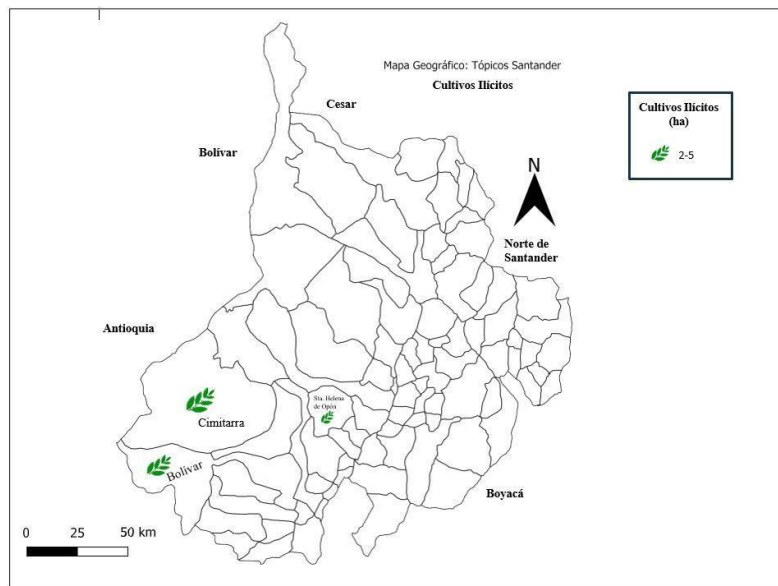 Mapa Geográfico: Tópicos Santander
Cultivos Ilícitos
Cultivos Ilícitos
(ha)
2-5
Cesar
Bolívar
N
Norte de
Santander
Antioquia
Sta. Helena
de Opón
Cimitarra
Bolívar
Boyacá
0 25 50 km